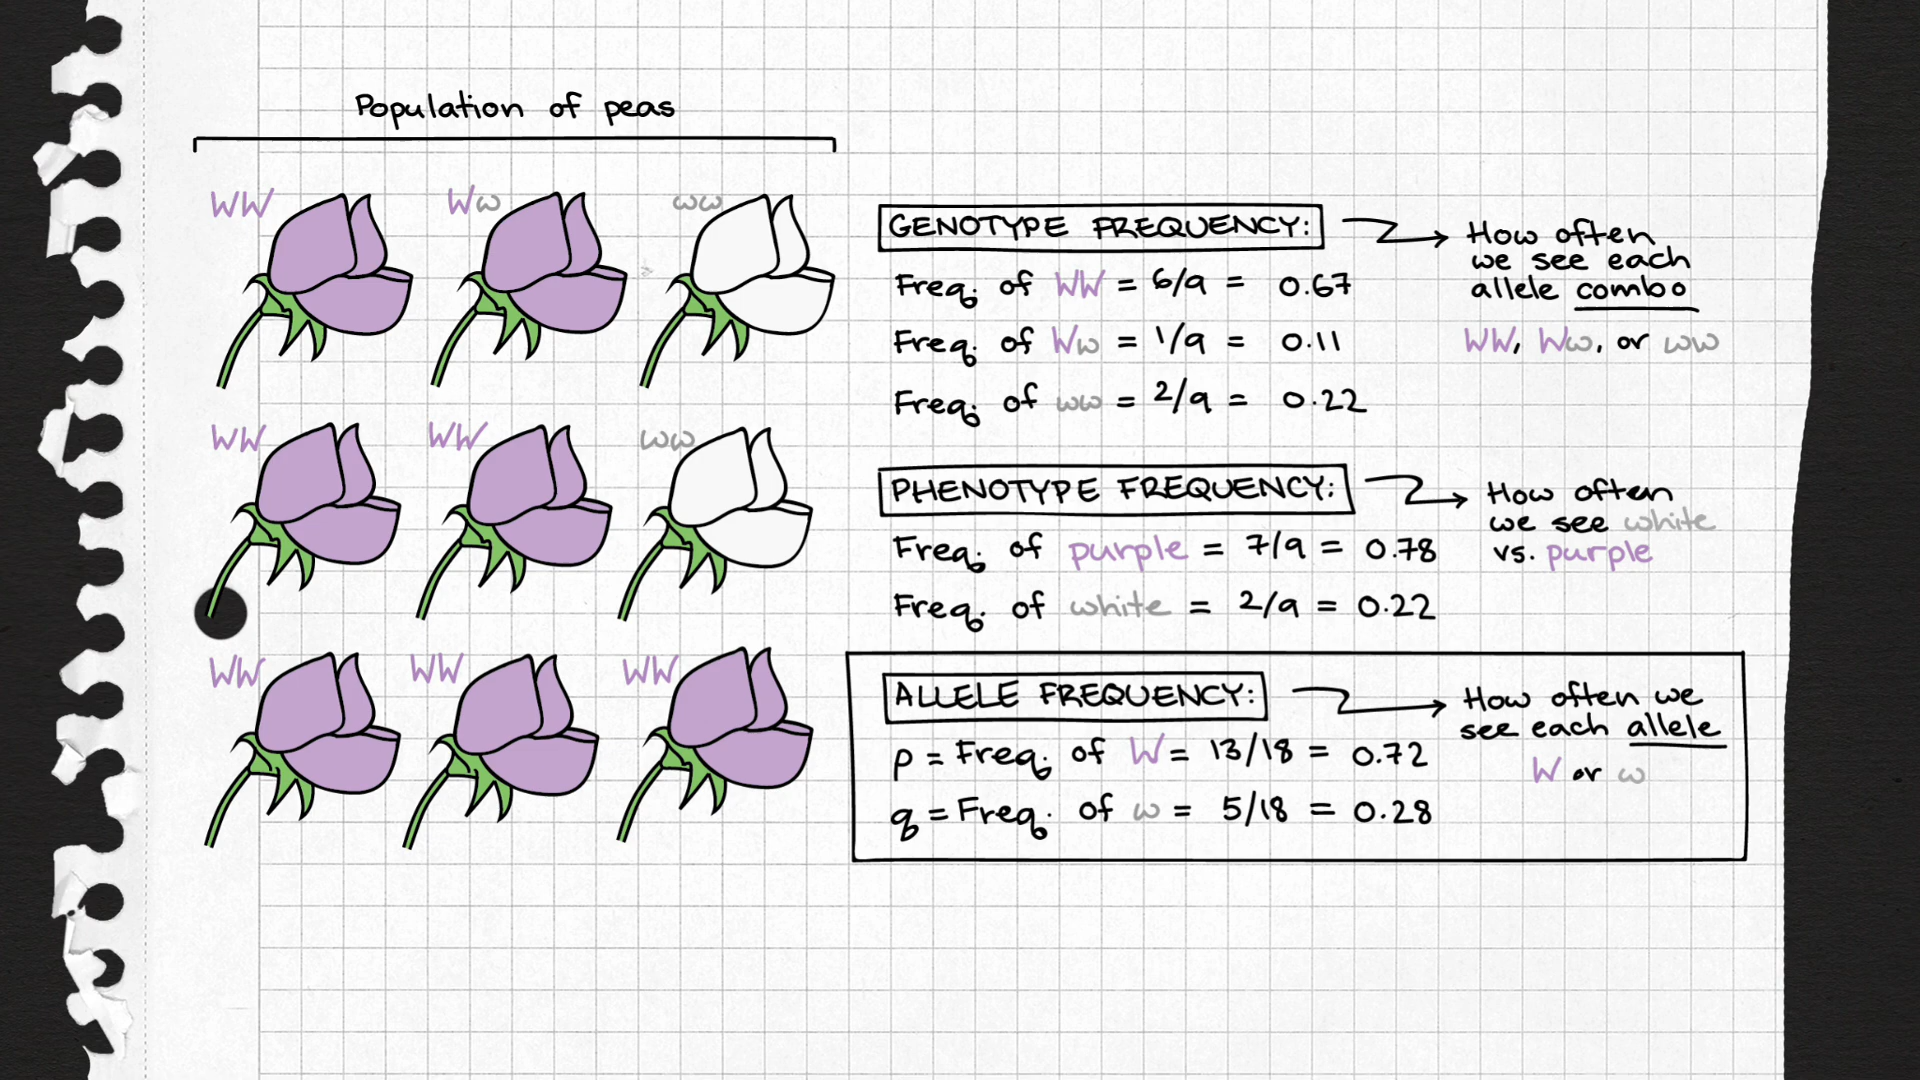 Population of peas
WW Ww ww
WW WW ww
WW WW WW
GENOTYPE FREQUENCY:
Freq. of WW = 6/9 = 0.67
Freq. of Ww = 1/9 = 0.11
Freq. of ww = 2/9 = 0.22
How often
we see each
allele combo
WW, Ww, or ww
PHENOTYPE FREQUENCY:
Freq. of purple = 7/9 = 0.78
Freq. of white = 2/9 = 0.22
How often
we see white
vs. purple
ALLELE FREQUENCY:
p = Freq. of W = 13/18 = 0.72
q = Freq. of w = 5/18 = 0.28
How often we
see each allele
W or w